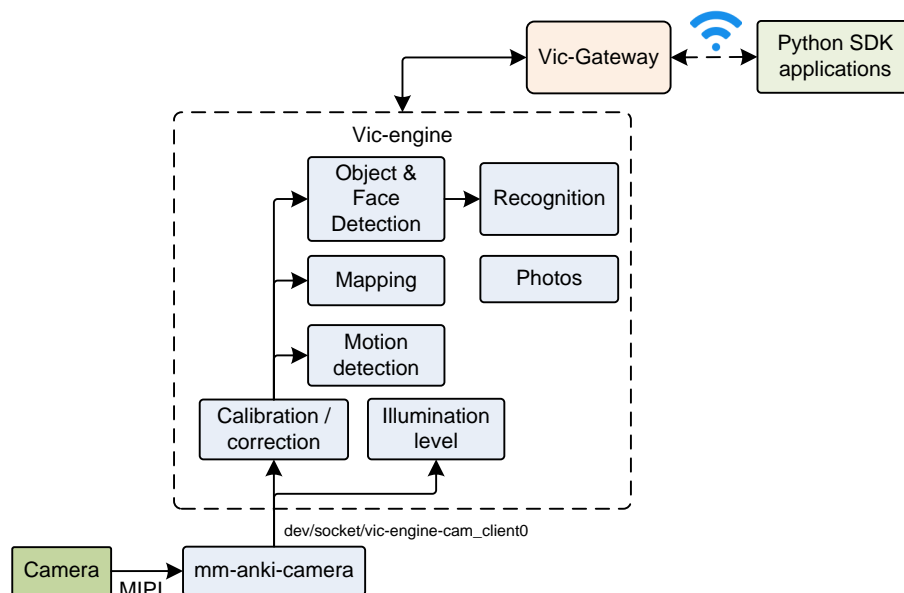 Vic-Gateway
Python SDK
applications
Vic-engine
Object &
Face
Detection
Recognition
Mapping
Photos
Motion
detection
Calibration /
correction
Illumination
level
dev/socket/vic-engine-cam_client0
Camera
MIPI
mm-anki-camera